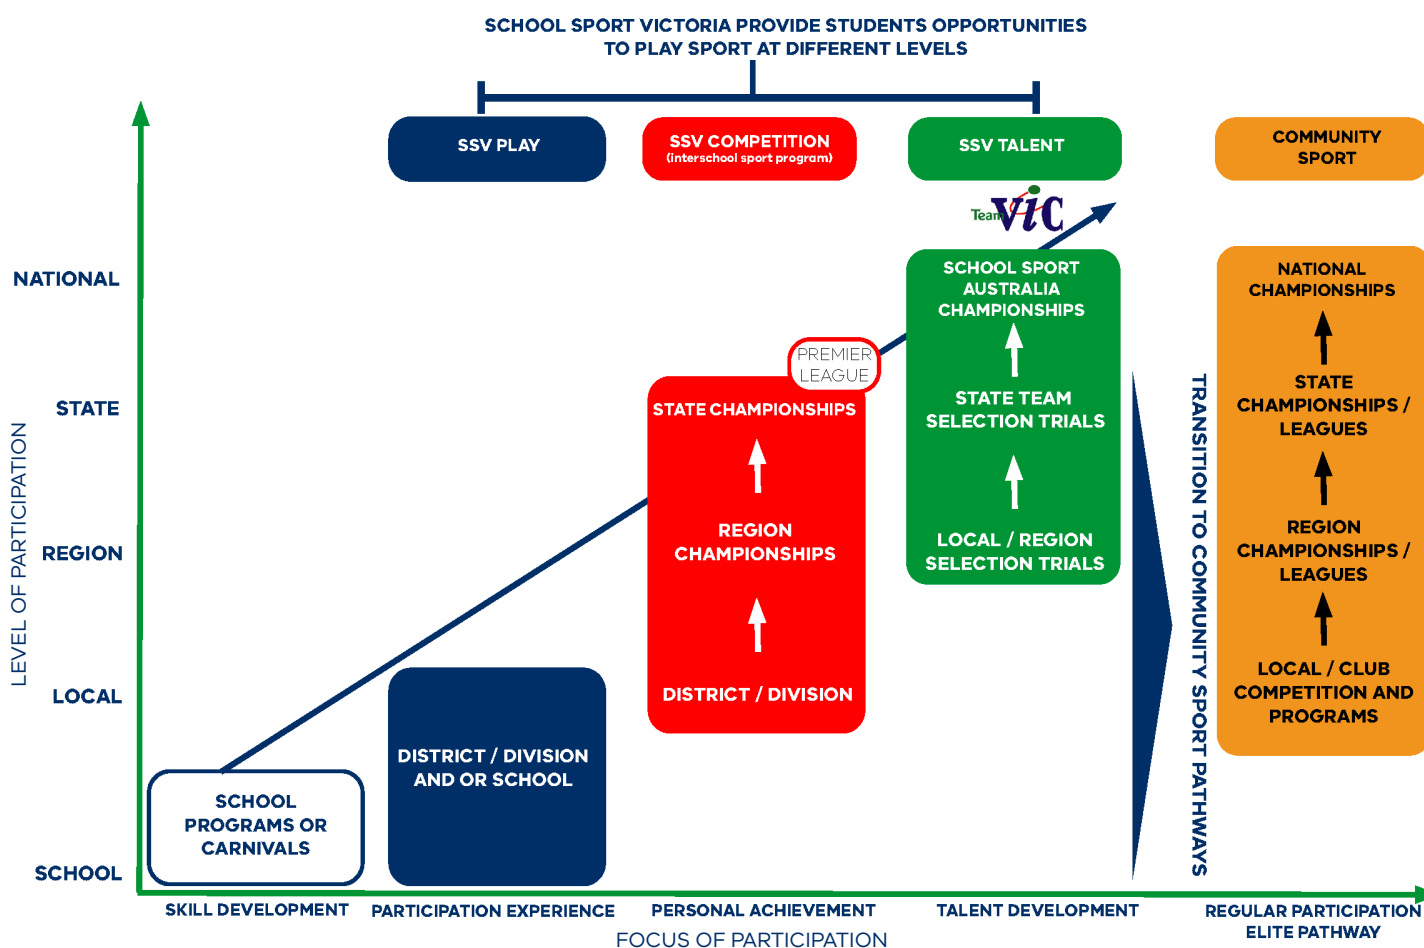 SCHOOL SPORT VICTORIA PROVIDE STUDENTS OPPORTUNITIES
TO PLAY SPORT AT DIFFERENT LEVELS
SSV PLAY
SSV COMPETITION
(interschool sport program)
SSV TALENT
COMMUNITY
SPORT
Team VIC
NATIONAL
STATE
REGION
LOCAL
SCHOOL
LEVEL OF PARTICIPATION
SCHOOL
PROGRAMS OR
CARNIVALS
DISTRICT / DIVISION
AND OR SCHOOL
PREMIER
LEAGUE
STATE CHAMPIONSHIPS
REGION
CHAMPIONSHIPS
DISTRICT / DIVISION
SCHOOL SPORT
AUSTRALIA
CHAMPIONSHIPS
STATE TEAM
SELECTION TRIALS
LOCAL / REGION
SELECTION TRIALS
TRANSITION TO COMMUNITY SPORT PATHWAYS
NATIONAL
CHAMPIONSHIPS
STATE
CHAMPIONSHIPS /
LEAGUES
REGION
CHAMPIONSHIPS /
LEAGUES
LOCAL / CLUB
COMPETITION AND
PROGRAMS
SKILL DEVELOPMENT
PARTICIPATION EXPERIENCE
PERSONAL ACHIEVEMENT
TALENT DEVELOPMENT
REGULAR PARTICIPATION
ELITE PATHWAY
FOCUS OF PARTICIPATION